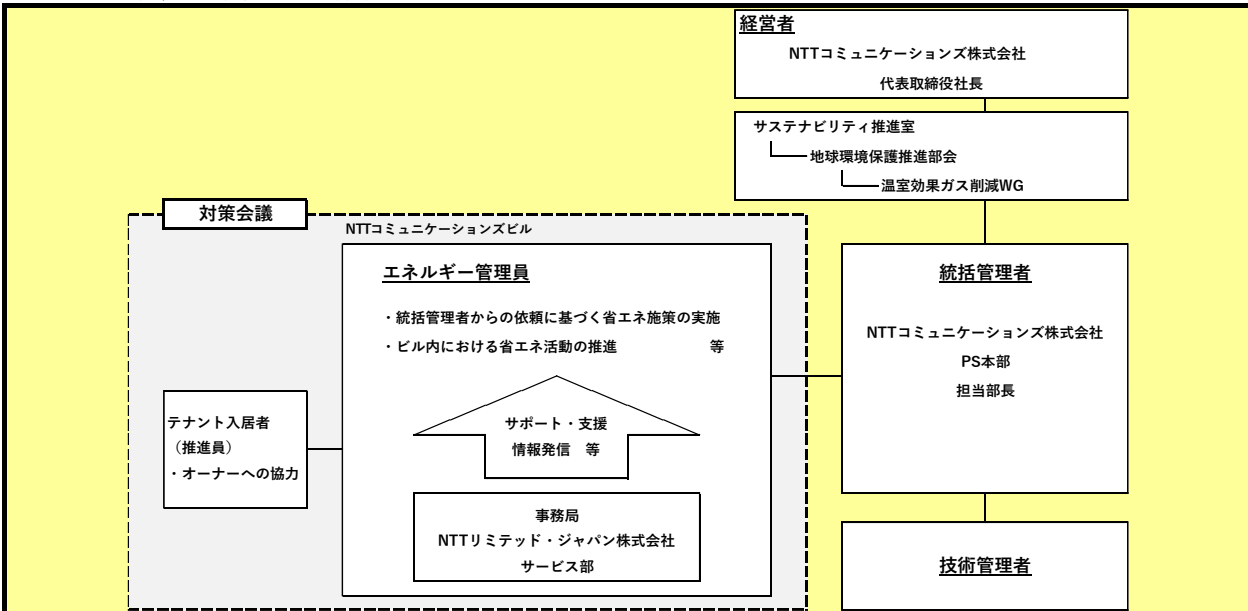 経営者
NTTコミュニケーションズ株式会社
代表取締役社長
サステナビリティ推進室
地球環境保護推進部会
温室効果ガス削減WG
対策会議
NTTコミュニケーションズビル
エネルギー管理員
・統括管理者からの依頼に基づく省エネ施策の実施
・ビル内における省エネ活動の推進　等
サポート・支援
情報発信　等
事務局
NTTリミテッド・ジャパン株式会社
サービス部
テナント入居者
（推進員）
・オーナーへの協力
統括管理者
NTTコミュニケーションズ株式会社
PS本部
担当部長
技術管理者